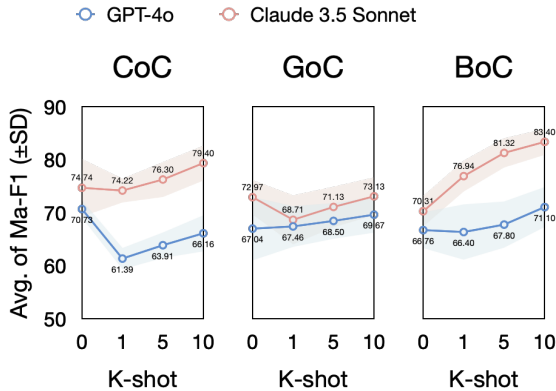 GPT-4o Claude 3.5 Sonnet
CoC GoC BoC
Avg. of Ma-F1 (±SD)
90
80
70
60
50
74.74 74.22 76.30 79.40
70.73 61.39 63.91 66.16
72.97 68.71 71.13 73.13
67.04 67.46 68.50 69.67
70.31 76.94 81.32 83.40
66.76 66.40 67.80 71.10
0 1 5 10 0 1 5 10 0 1 5 10
K-shot K-shot K-shot